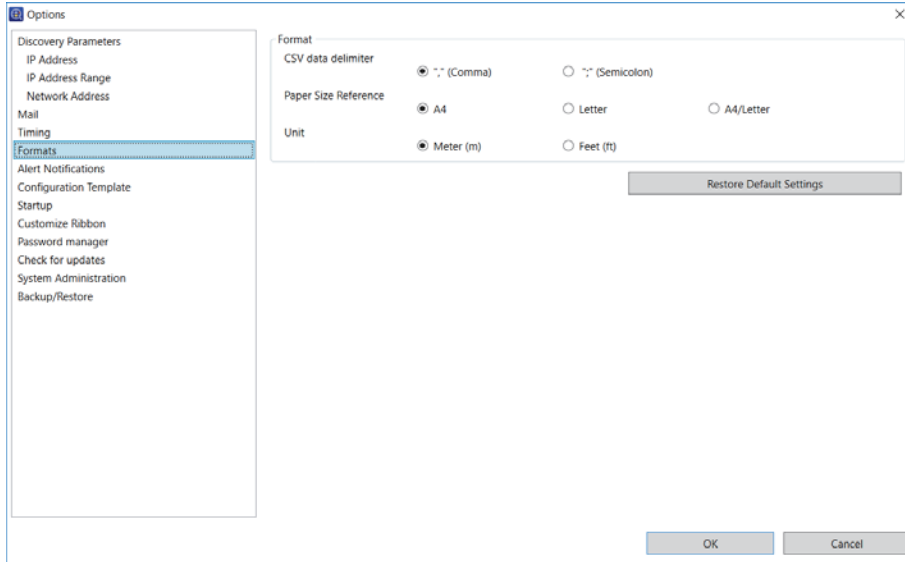 Options
Discovery Parameters
IP Address
IP Address Range
Network Address
Mail
Timing
Formats
Alert Notifications
Configuration Template
Startup
Customize Ribbon
Password manager
Check for updates
System Administration
Backup/Restore
Format
CSV data delimiter
"," (Comma) ";" (Semicolon)
Paper Size Reference
A4 Letter A4/Letter
Unit
Meter (m) Feet (ft)
Restore Default Settings
OK Cancel